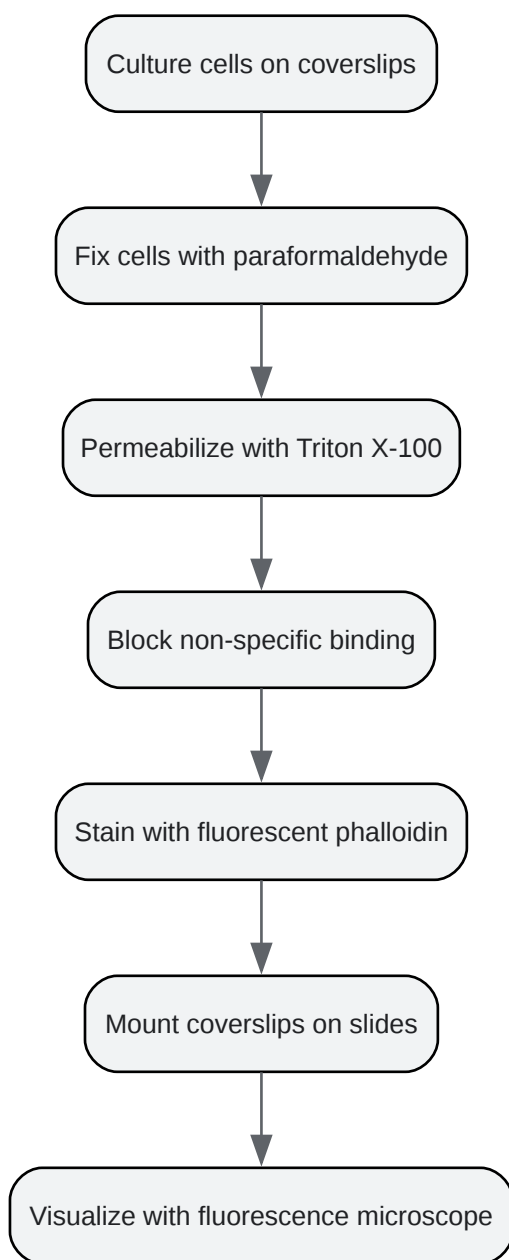 Culture cells on coverslips
Fix cells with paraformaldehyde
Permeabilize with Triton X-100
Block non-specific binding
Stain with fluorescent phalloidin
Mount coverslips on slides
Visualize with fluorescence microscope